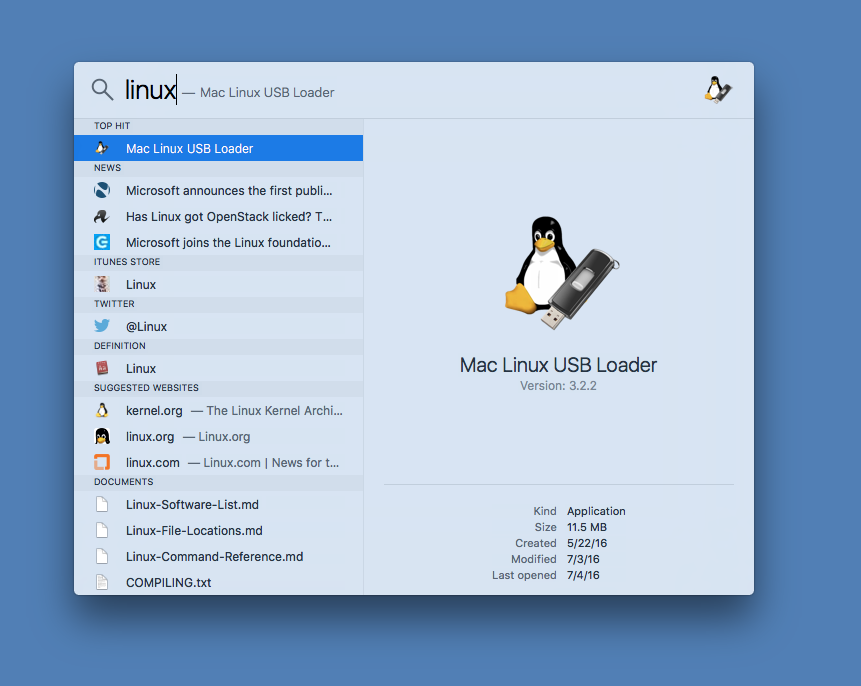 linux — Mac Linux USB Loader
TOP HIT
Mac Linux USB Loader
NEWS
Microsoft announces the first publi...
Has Linux got OpenStack licked? T...
Microsoft joins the Linux foundatio...
ITUNES STORE
Linux
TWITTER
@Linux
DEFINITION
Linux
SUGGESTED WEBSITES
kernel.org — The Linux Kernel Archi...
linux.org — Linux.org
linux.com — Linux.com | News for t...
DOCUMENTS
Linux-Software-List.md
Linux-File-Locations.md
Linux-Command-Reference.md
COMPILING.txt
Mac Linux USB Loader
Version: 3.2.2
Kind Application
Size 11.5 MB
Created 5/22/16
Modified 7/3/16
Last opened 7/4/16